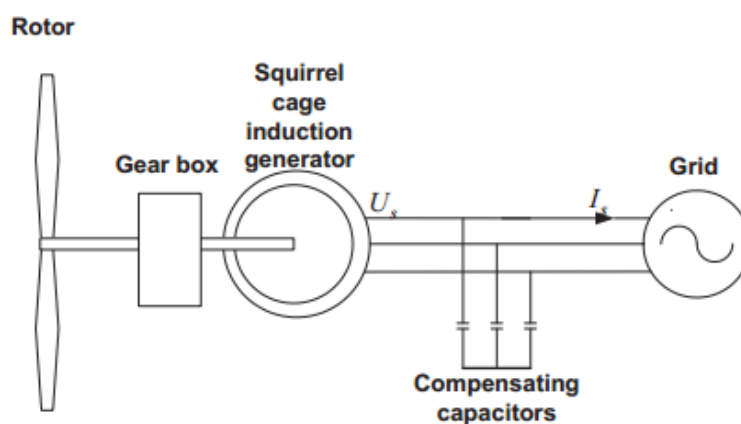 Rotor
Squirrel
cage
induction
generator
Gear box
Grid
U_s
I_s
Compensating
capacitors